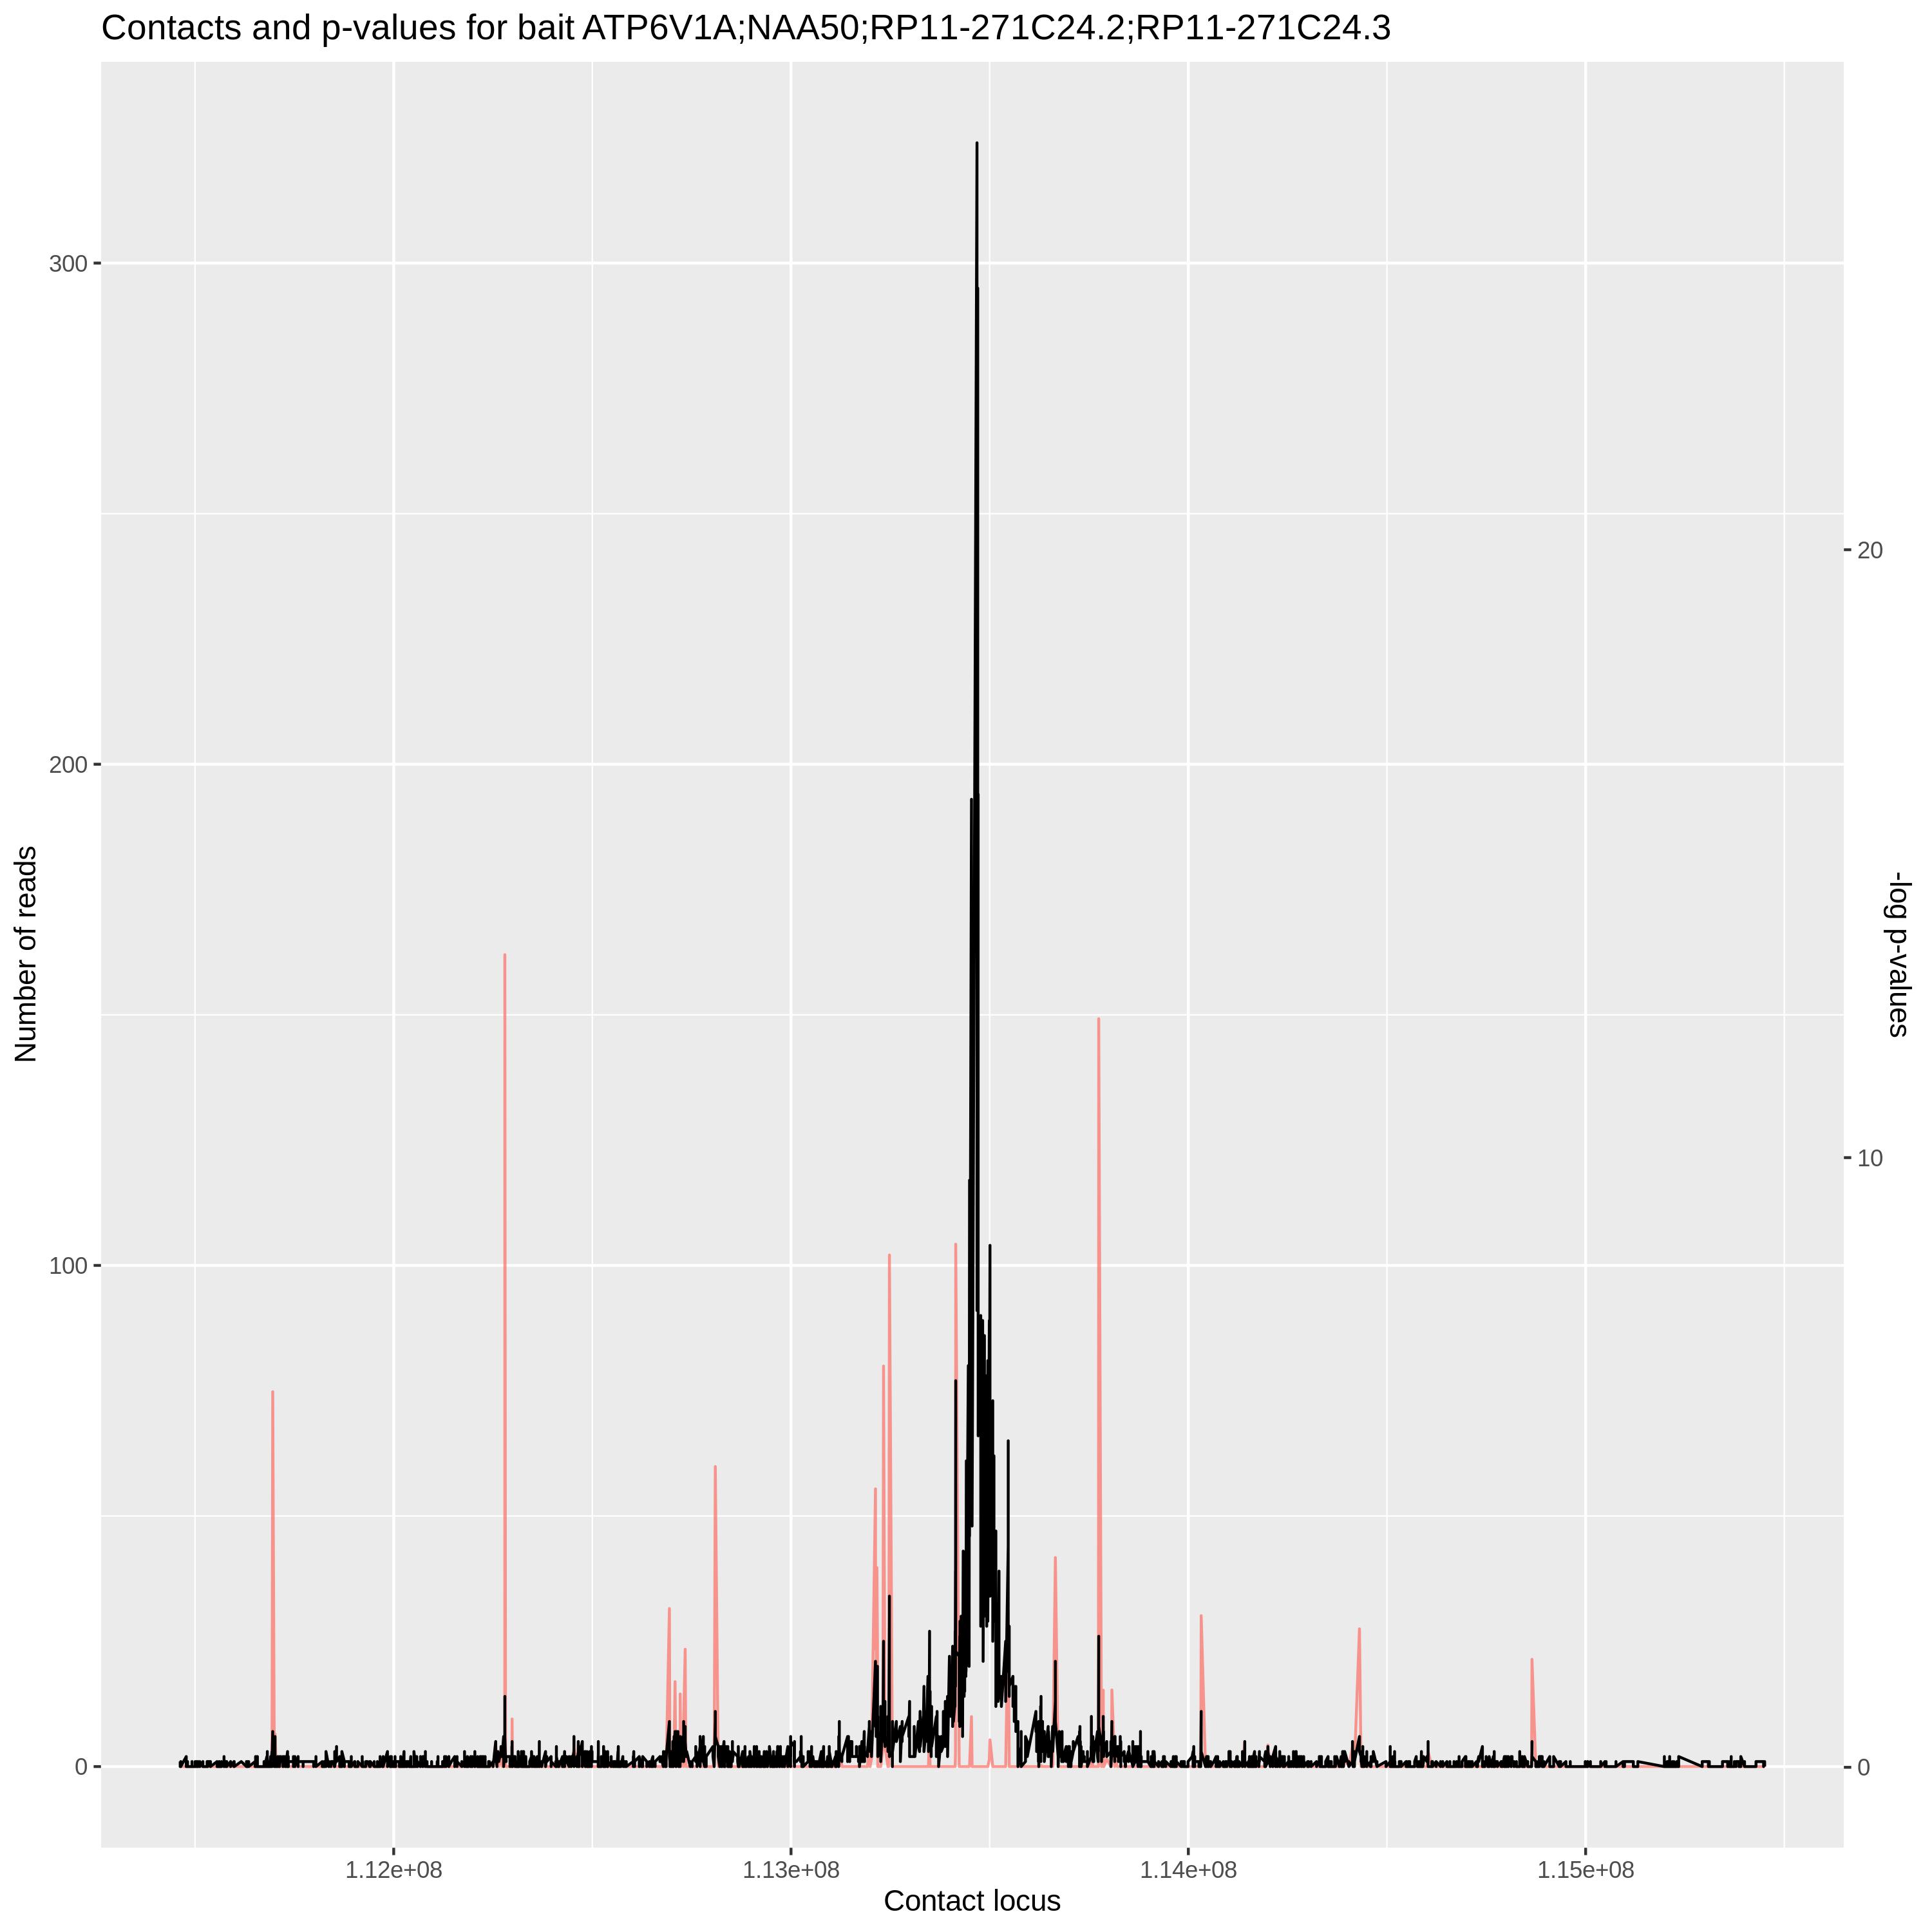 Contacts and p-values for bait ATP6V1A;NAA50;RP11-271C24.2;RP11-271C24.3
300
200
100
0
Number of reads
20
10
0
-log p-values
1.12e+08
1.13e+08
1.14e+08
1.15e+08
Contact locus